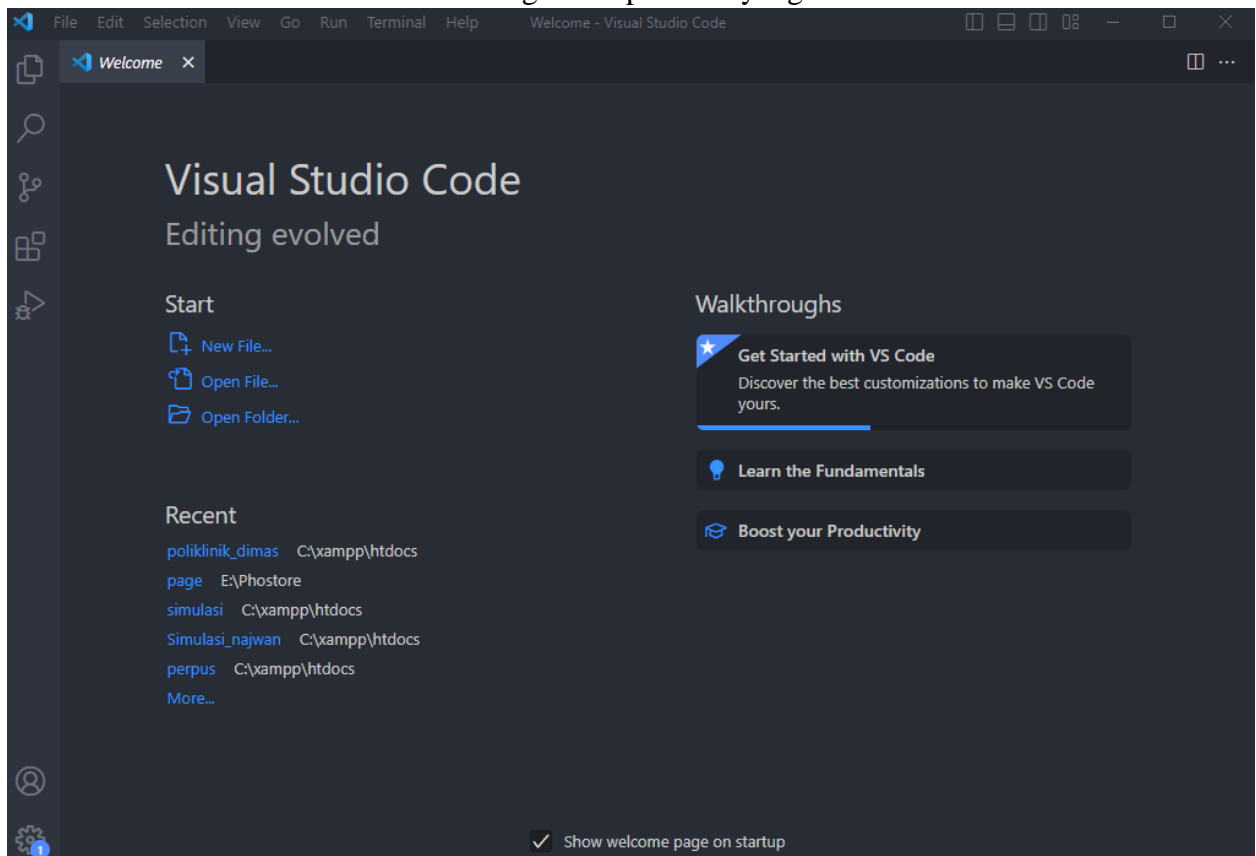 File Edit Selection View Go Run Terminal Help Welcome - Visual Studio Code
Welcome
Visual Studio Code
Editing evolved
Start
New File...
Open File...
Open Folder...
Recent
poliklinik_dimas C:\xampp\htdocs
page E:\Phostore
simulasi C:\xampp\htdocs
Simulasi_najwan C:\xampp\htdocs
perpus C:\xampp\htdocs
More...
Walkthroughs
Get Started with VS Code
Discover the best customizations to make VS Code
yours.
Learn the Fundamentals
Boost your Productivity
1
Show welcome page on startup